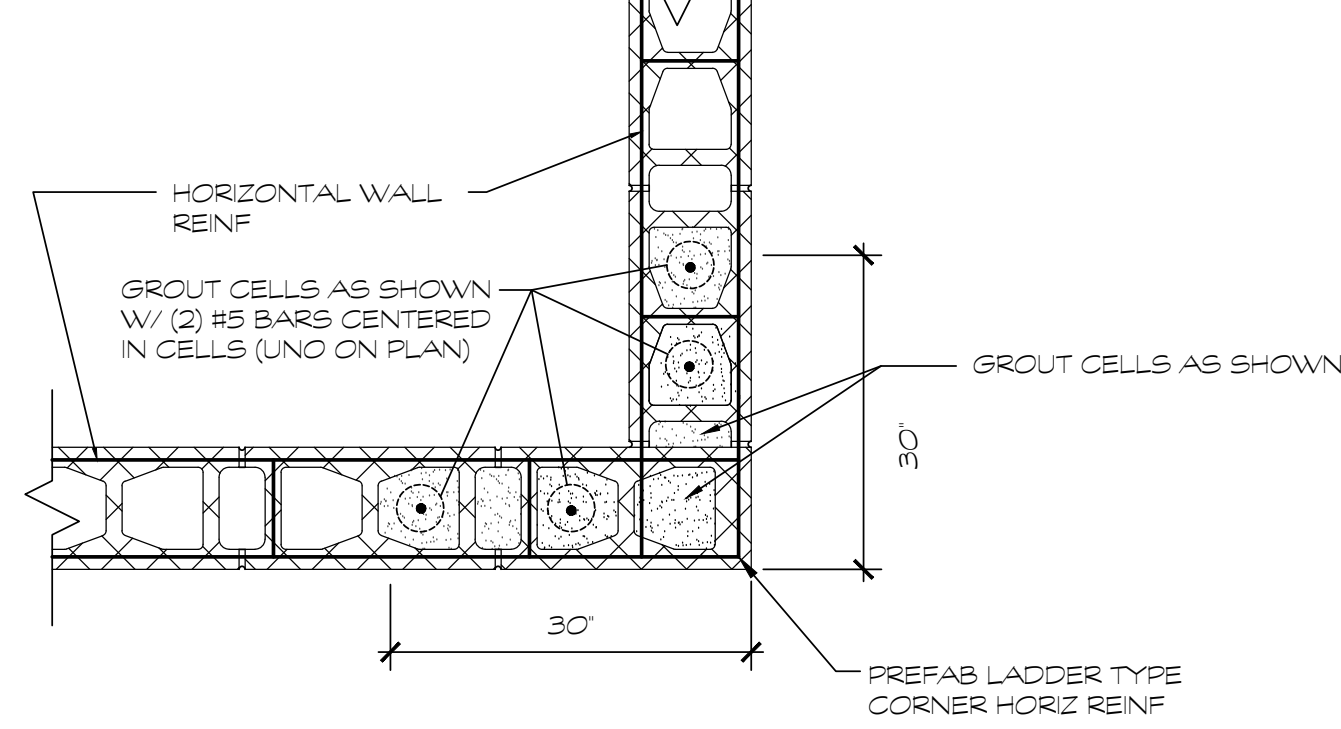 HORIZONTAL WALL
REINF
GROUT CELLS AS SHOWN
W/ (2) #5 BARS CENTERED
IN CELLS (UNO ON PLAN)
GROUT CELLS AS SHOWN
30"
30"
PREFAB LADDER TYPE
CORNER HORIZ REINF